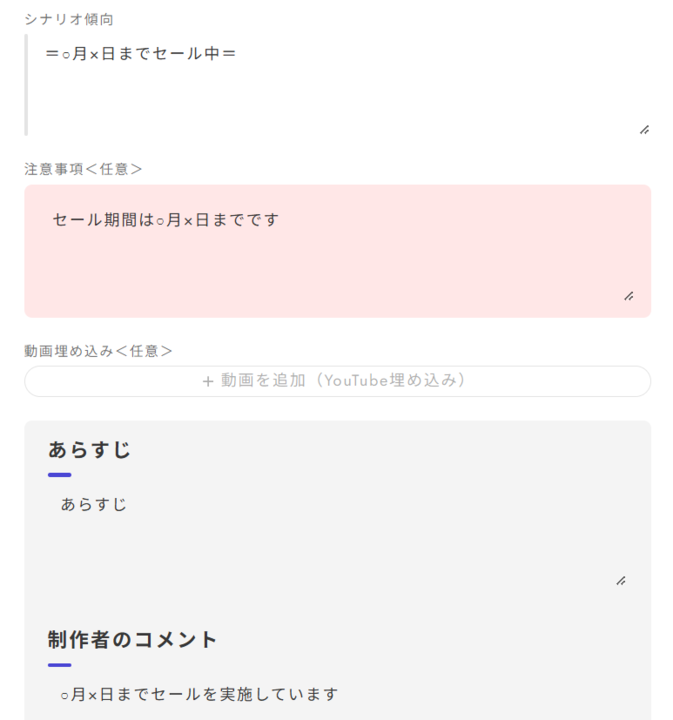 シナリオ傾向
＝○月×日までセール中＝
注意事項＜任意＞
セール期間は○月×日までです
動画埋め込み＜任意＞
＋ 動画を追加（YouTube埋め込み）
あらすじ
あらすじ
制作者のコメント
○月×日までセールを実施しています